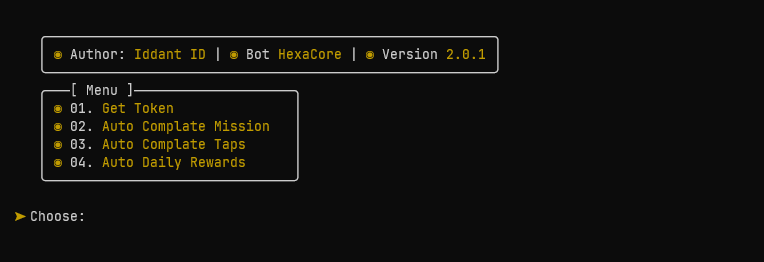 ◉ Author: Iddant ID | ◉ Bot HexaCore | ◉ Version 2.0.1
[ Menu ]
◉ 01. Get Token
◉ 02. Auto Complate Mission
◉ 03. Auto Complate Taps
◉ 04. Auto Daily Rewards
➤ Choose: